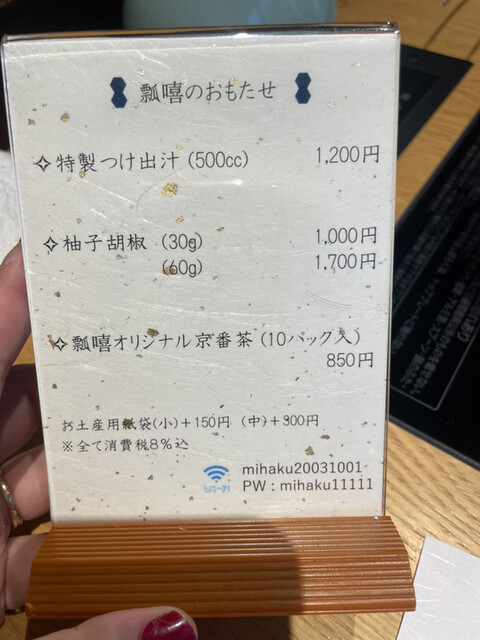 瓢嘻のおもたせ
✧特製つけ出汁(500cc) 1,200円
✧柚子胡椒 (30g) 1,000円
(60g) 1,700円
✧瓢嘻オリジナル京番茶(10パック入)
850円
お土産用紙袋(小)+150円 (中)+300円
※全て消費税8%込
mihaku20031001
PW : mihaku11111